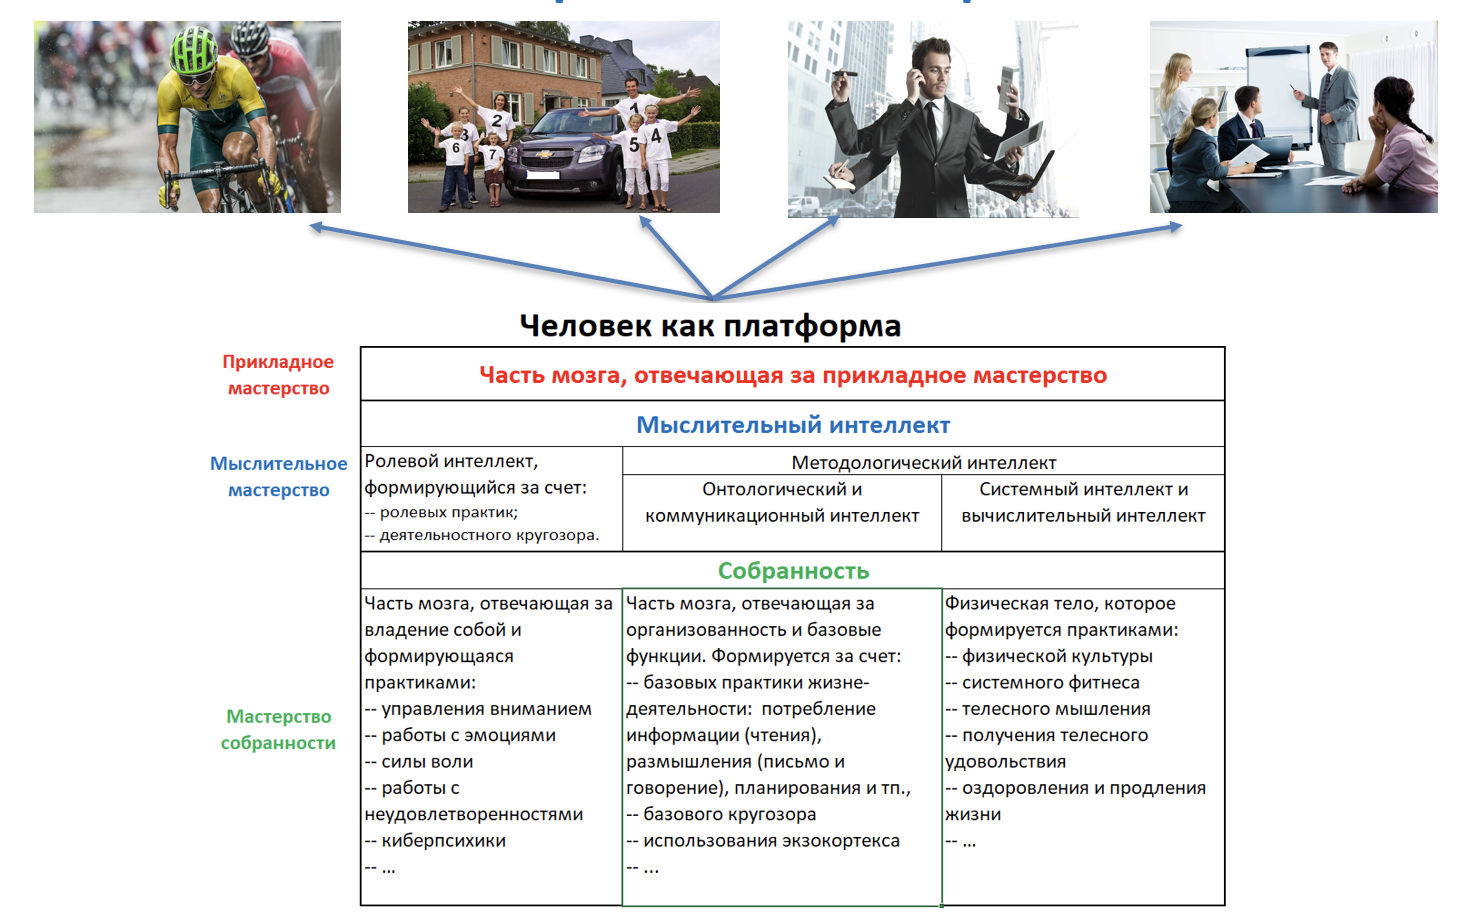 1
2
3
4
5
6
7
Человек как платформа
Прикладное
мастерство
Часть мозга, отвечающая за прикладное мастерство
Мыслительный интеллект
Мыслительное
мастерство
Ролевой интеллект,
формирующийся за счет:
-- ролевых практик;
-- деятельностного кругозора.
Методологический интеллект
Онтологический и
коммуникационный интеллект
Системный интеллект и
вычислительный интеллект
Собранность
Мастерство
собранности
Часть мозга, отвечающая за
владение собой и
формирующаяся
практиками:
-- управления вниманием
-- работы с эмоциями
-- силы воли
-- работы с
неудовлетворенностями
-- киберпсихики
-- ...
Часть мозга, отвечающая за
организованность и базовые
функции. Формируется за счет:
-- базовых практики жизне-
деятельности:  потребление
информации (чтения),
размышления (письмо и
говорение), планирования и тп.,
-- базового кругозора
-- использования экзокортекса
-- ...
Физическая тело, которое
формируется практиками:
-- физической культуры
-- системного фитнеса
-- телесного мышления
-- получения телесного
удовольствия
-- оздоровления и продления
жизни
-- ...